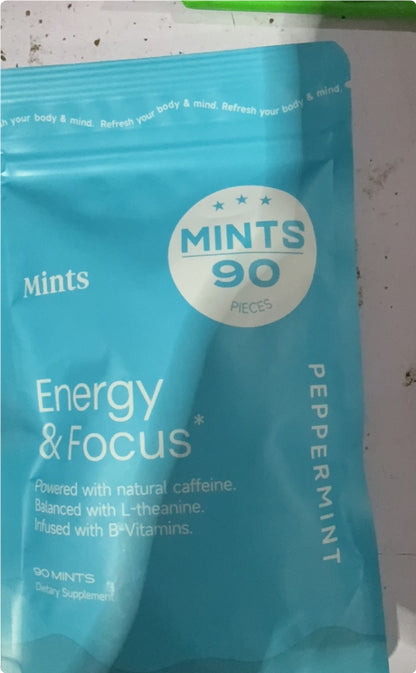 h your body & mind. Refresh your body & mind. Refresh your body & mind.
★ ★ ★
MINTS
90
PIECES
Mints
Energy
& Focus*
Powered with natural caffeine.
Balanced with L-theanine.
Infused with B-Vitamins.
90 MINTS
Dietary Supplement
PEPPERMINT